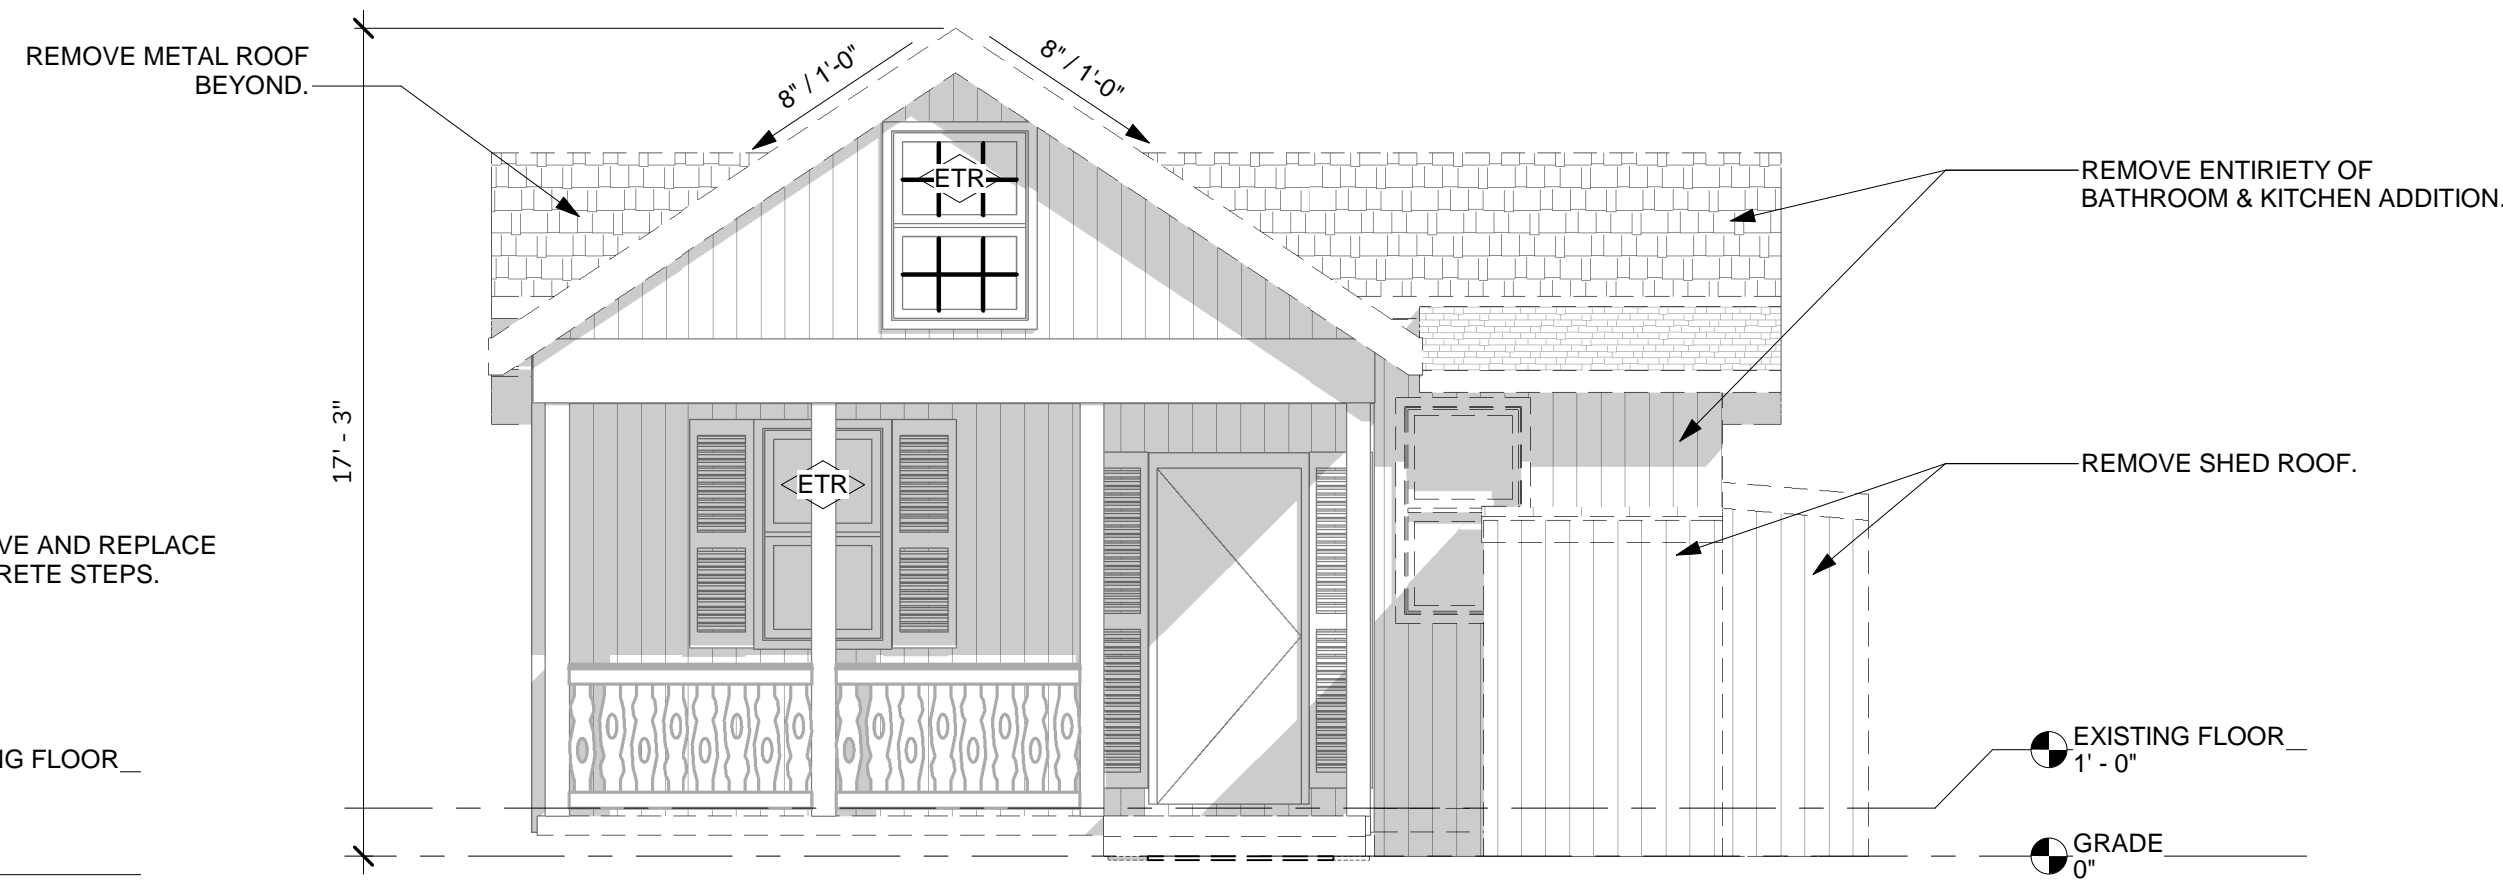 REMOVE METAL ROOF
BEYOND.
8" / 1'-0"
8" / 1'-0"
ETR
REMOVE ENTIRIETY OF
BATHROOM & KITCHEN ADDITION.
17' - 3"
ETR
REMOVE SHED ROOF.
VE AND REPLACE
RETE STEPS.
EXISTING FLOOR
1' - 0"
NG FLOOR
GRADE
0"